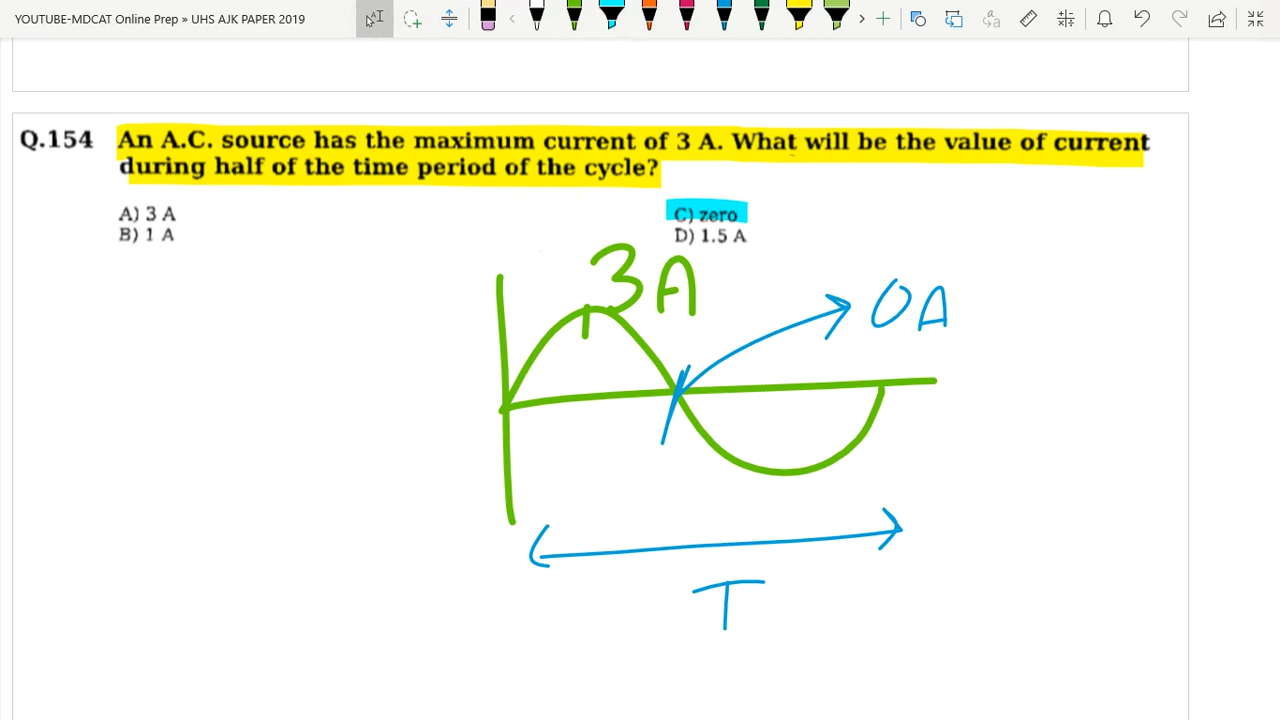 YOUTUBE-MDCAT Online Prep » UHS AJK PAPER 2019
Q.154 An A.C. source has the maximum current of 3 A. What will be the value of current
during half of the time period of the cycle?
A) 3 A
B) 1 A
C) zero
D) 1.5 A
3 A
0 A
T